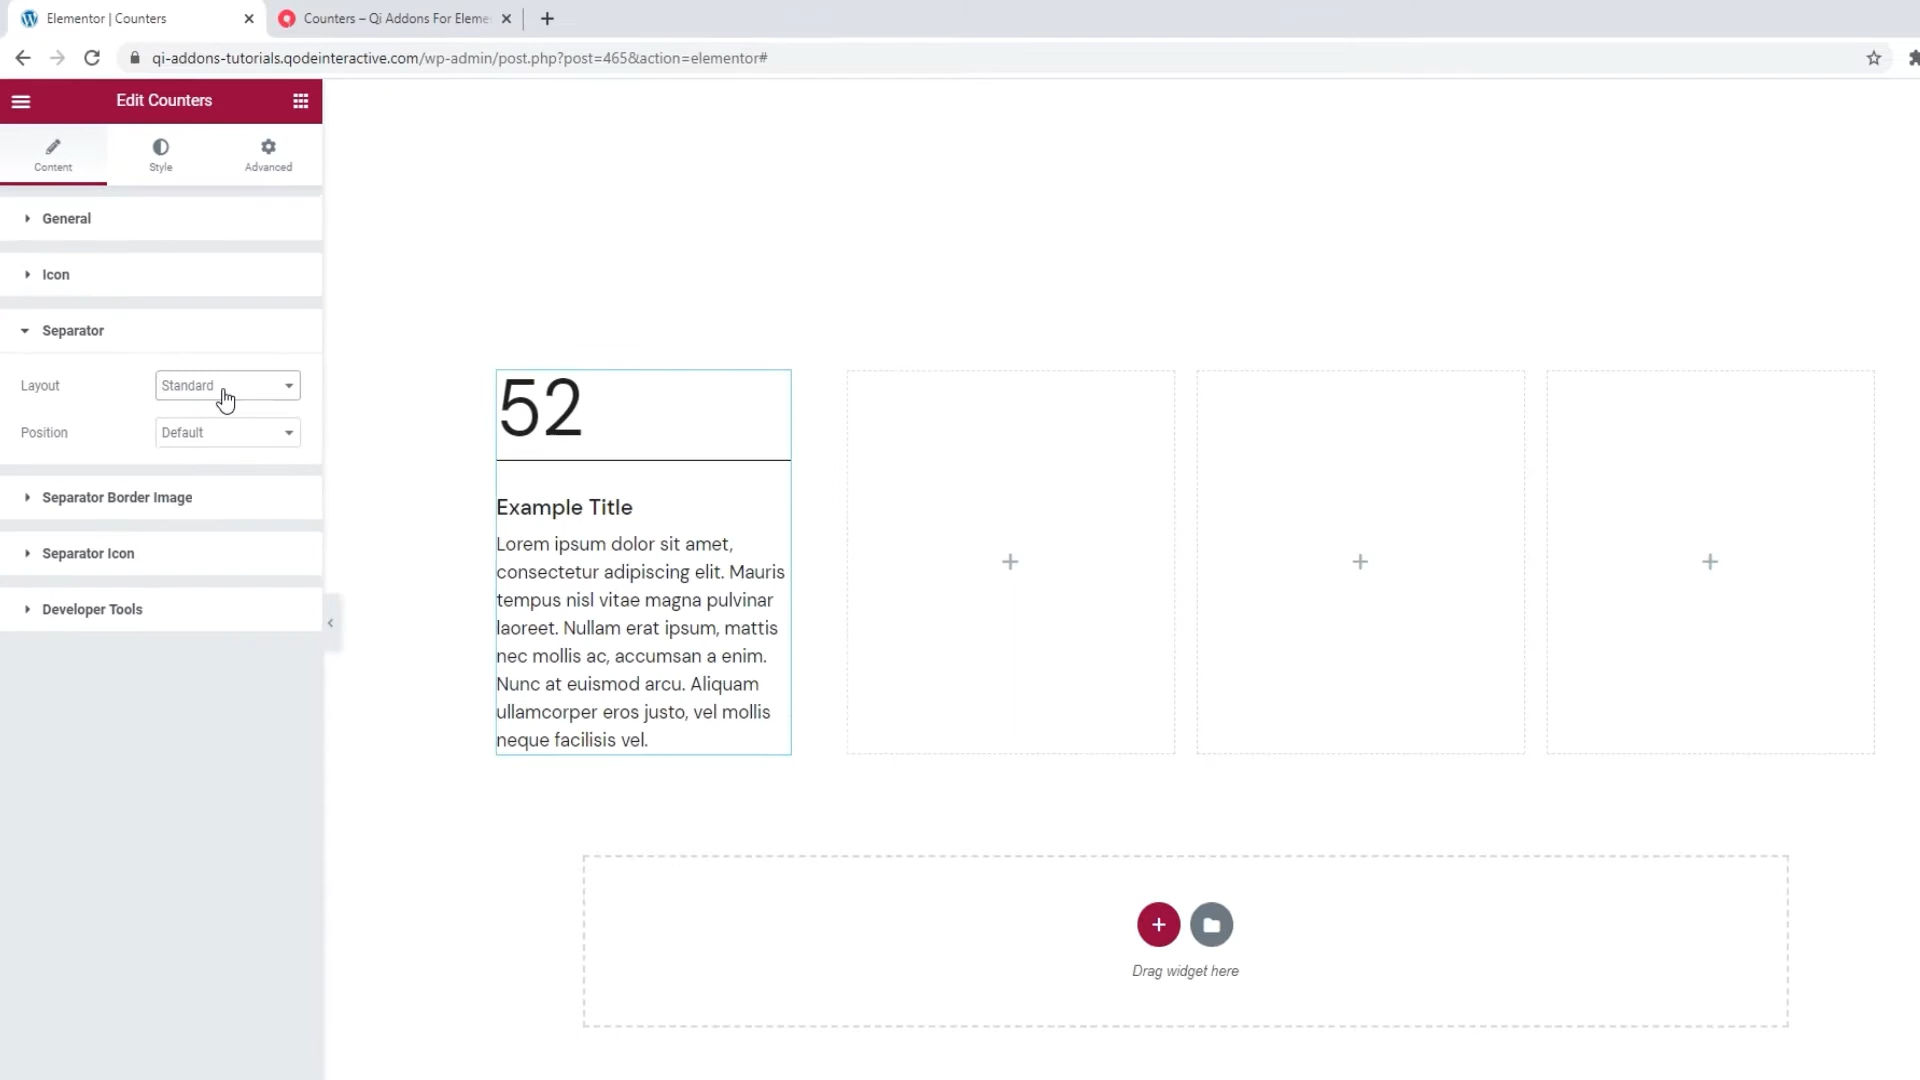 Elementor | Counters
Counters – Qi Addons For Eleme
qi-addons-tutorials.qodeinteractive.com/wp-admin/post.php?post=465&action=elementor#
Edit Counters
Content
Style
Advanced
General
Icon
Separator
Layout
Standard
Position
Default
Separator Border Image
Separator Icon
Developer Tools
52
Example Title
Lorem ipsum dolor sit amet,
consectetur adipiscing elit. Mauris
tempus nisl vitae magna pulvinar
laoreet. Nullam erat ipsum, mattis
nec mollis ac, accumsan a enim.
Nunc at euismod arcu. Aliquam
ullamcorper eros justo, vel mollis
neque facilisis vel.
Drag widget here